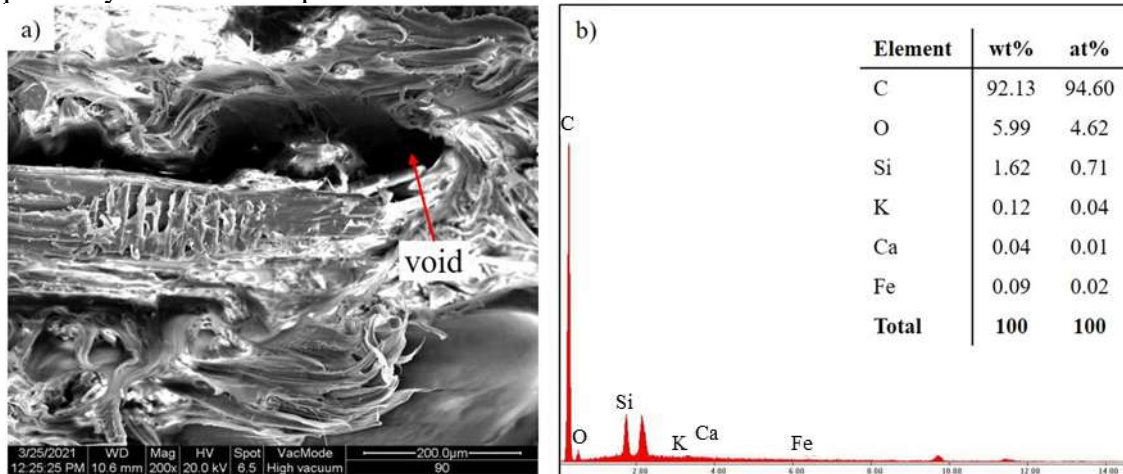 a)
void
3/25/2021 WD Mag HV Spot VacMode 200.0μm
12:25:25 PM 10.6 mm 200x 20.0 kV 6.5 High vacuum 90
b)
Element wt% at%
C 92.13 94.60
O 5.99 4.62
Si 1.62 0.71
K 0.12 0.04
Ca 0.04 0.01
Fe 0.09 0.02
Total 100 100
C
Si
O
K
Ca
Fe
2.00 4.00 6.00 8.00 10.00 12.00 14.00